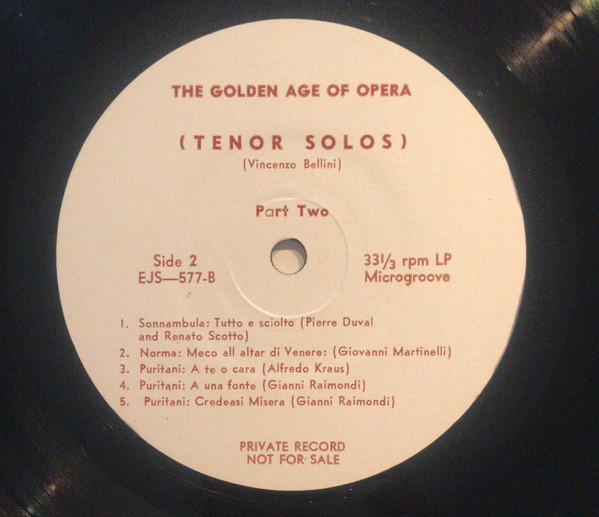 THE GOLDEN AGE OF OPERA
(TENOR SOLOS)
(Vincenzo Bellini)
Part Two
Side 2
EJS—577-B
33 1/3 rpm LP
Microgroove
1. Sonnambula: Tutto e sciolto (Pierre Duval
and Renato Scotto)
2. Norma: Meco all altar di Venere: (Giovanni Martinelli)
3. Puritani: A te o cara (Alfredo Kraus)
4. Puritani: A una fonte (Gianni Raimondi)
5. Puritani: Credeasi Misera (Gianni Raimondi)
PRIVATE RECORD
NOT FOR SALE